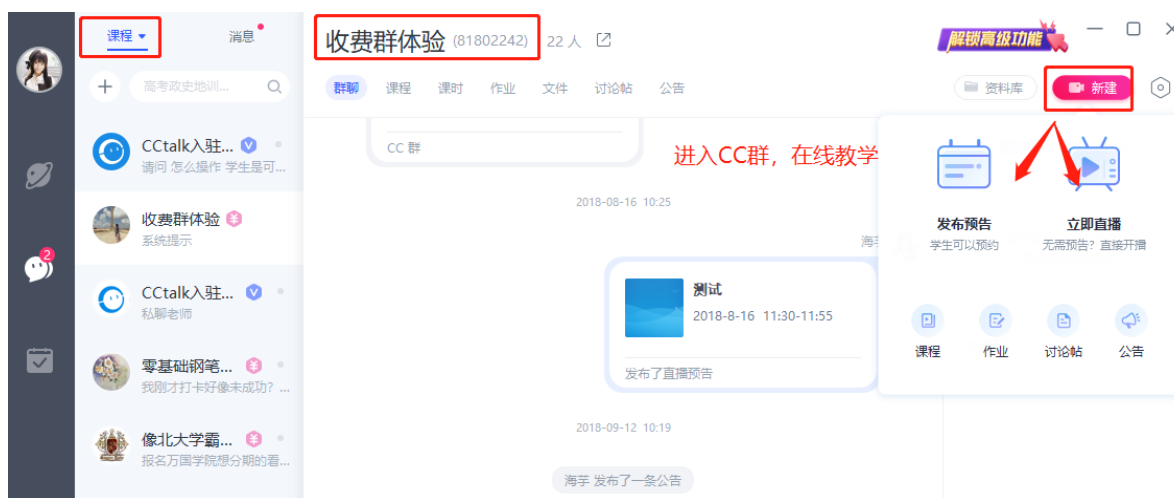 课程
消息
高考政史地训...
CCtalk入驻...
请问 怎么操作 学生是可...
收费群体验
系统提示
2
CCtalk入驻...
私聊老师
零基础钢笔...
我刚才打卡好像未成功? ...
像北大学霸...
报名万国学院想分期的看...
收费群体验 (81802242) 22 人
解锁高级功能
群聊 课程 课时 作业 文件 讨论帖 公告
资料库
新建
CC 群
进入CC群，在线教学
2018-08-16 10:25
海芋
测试
2018-8-16 11:30-11:55
发布了直播预告
2018-09-12 10:19
海芋 发布了一条公告
发布预告
学生可以预约
立即直播
无需预告? 直接开播
课程 作业 讨论帖 公告